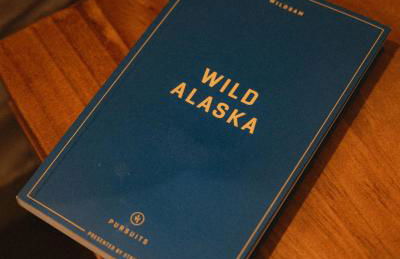 WILDSAM
WILD
ALASKA
PURSUITS
PRESENTED BY